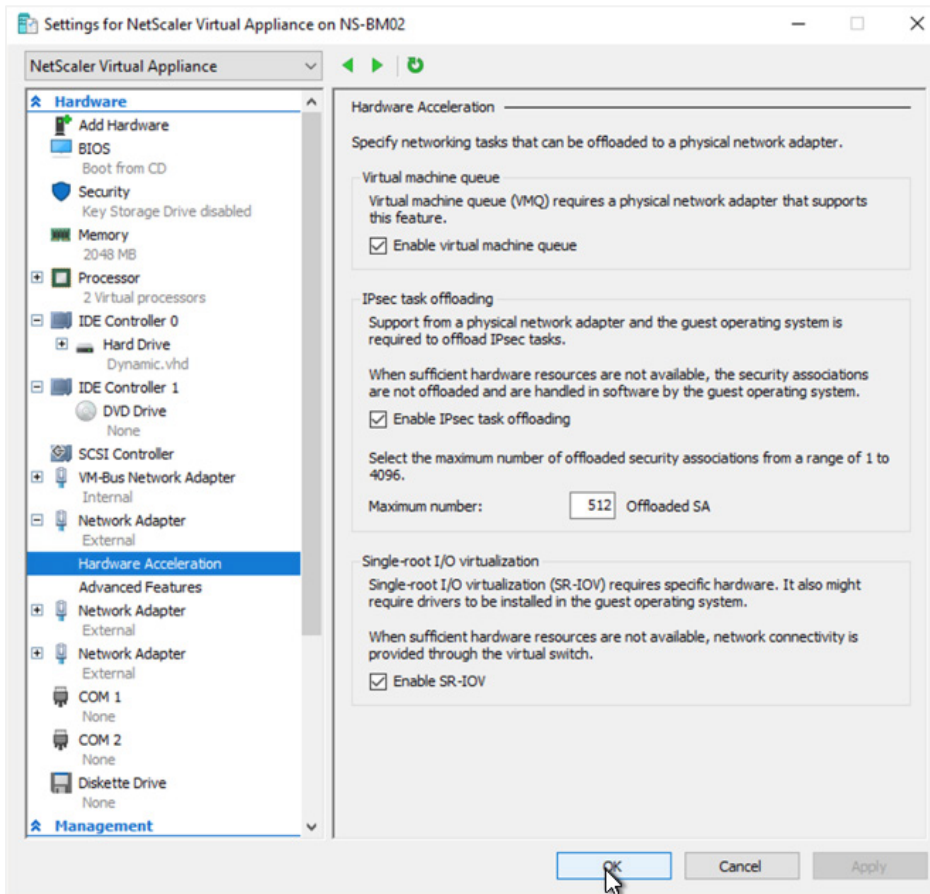 Settings for NetScaler Virtual Appliance on NS-BM02
NetScaler Virtual Appliance
Hardware
Add Hardware
BIOS
Boot from CD
Security
Key Storage Drive disabled
Memory
2048 MB
Processor
2 Virtual processors
IDE Controller 0
Hard Drive
Dynamic.vhd
IDE Controller 1
DVD Drive
None
SCSI Controller
VM-Bus Network Adapter
Internal
Network Adapter
External
Hardware Acceleration
Advanced Features
Network Adapter
External
Network Adapter
External
COM 1
None
COM 2
None
Diskette Drive
None
Management
Hardware Acceleration
Specify networking tasks that can be offloaded to a physical network adapter.
Virtual machine queue
Virtual machine queue (VMQ) requires a physical network adapter that supports
this feature.
Enable virtual machine queue
IPsec task offloading
Support from a physical network adapter and the guest operating system is
required to offload IPsec tasks.
When sufficient hardware resources are not available, the security associations
are not offloaded and are handled in software by the guest operating system.
Enable IPsec task offloading
Select the maximum number of offloaded security associations from a range of 1 to
4096.
Maximum number: 512 Offloaded SA
Single-root I/O virtualization
Single-root I/O virtualization (SR-IOV) requires specific hardware. It also might
require drivers to be installed in the guest operating system.
When sufficient hardware resources are not available, network connectivity is
provided through the virtual switch.
Enable SR-IOV
OK Cancel Apply